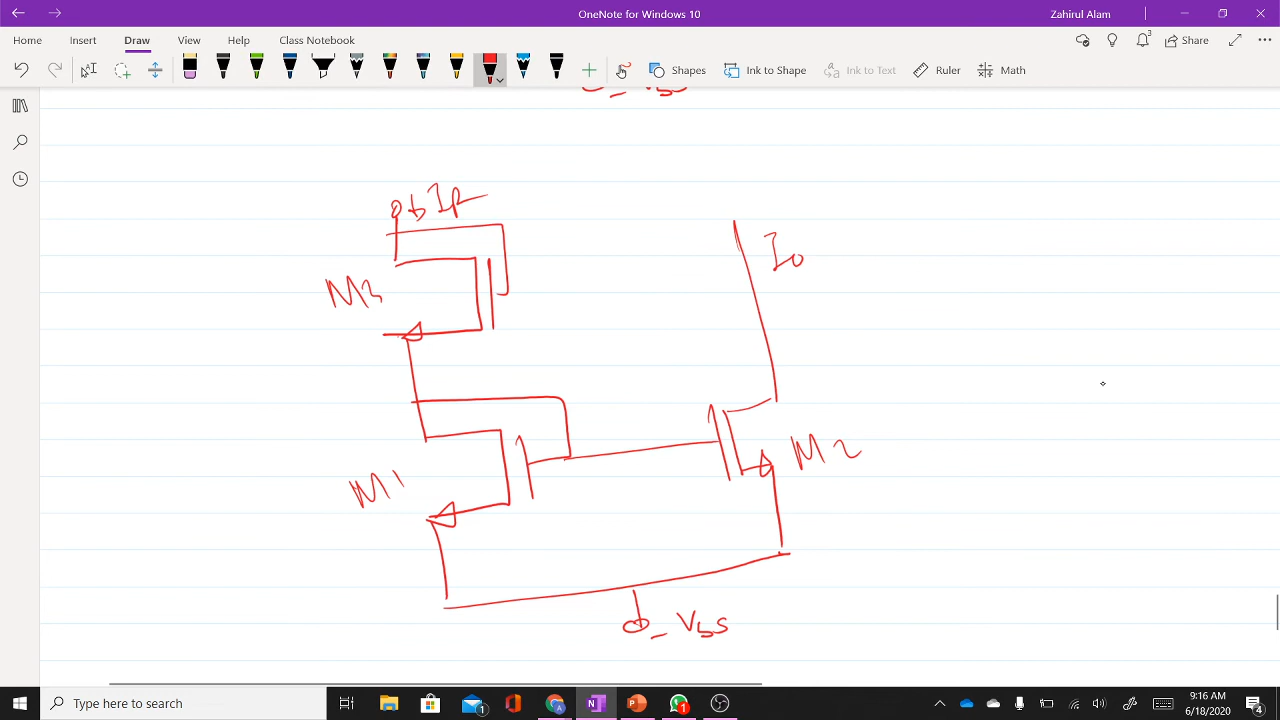 OneNote for Windows 10
Zahirul Alam
Home Insert Draw View Help Class Notebook
Share
Shapes Ink to Shape Ink to Text Ruler Math
Io
M3
M2
M1
Type here to search
9:16 AM
6/18/2020